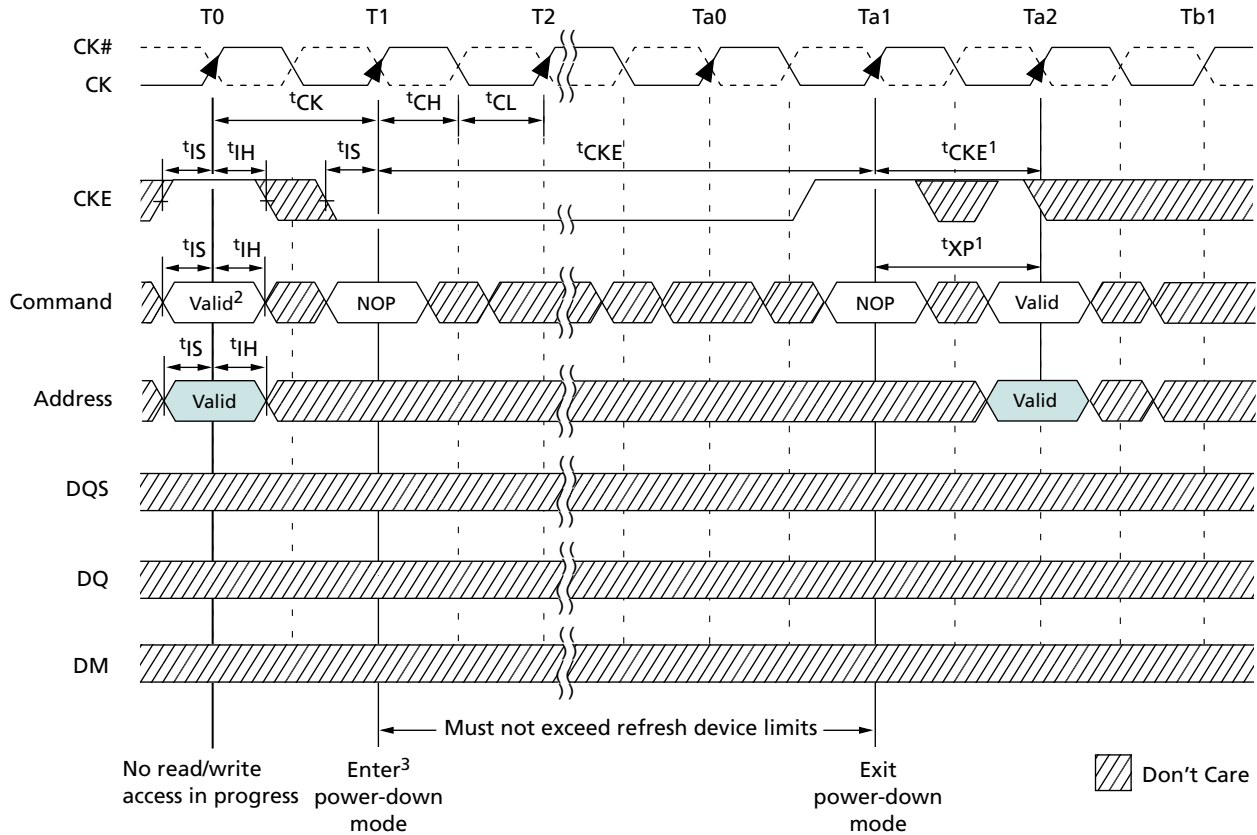 T0 T1 T2 Ta0 Ta1 Ta2 Tb1
CK#
CK
tCK tCH tCL
tIS tIH tIS tCKE tCKE1
CKE
tIS tIH tXP1
Command Valid2 NOP NOP Valid
tIS tIH
Address Valid Valid
DQS
DQ
DM
Must not exceed refresh device limits
No read/write
access in progress
Enter3
power-down
mode
Exit
power-down
mode
Don't Care